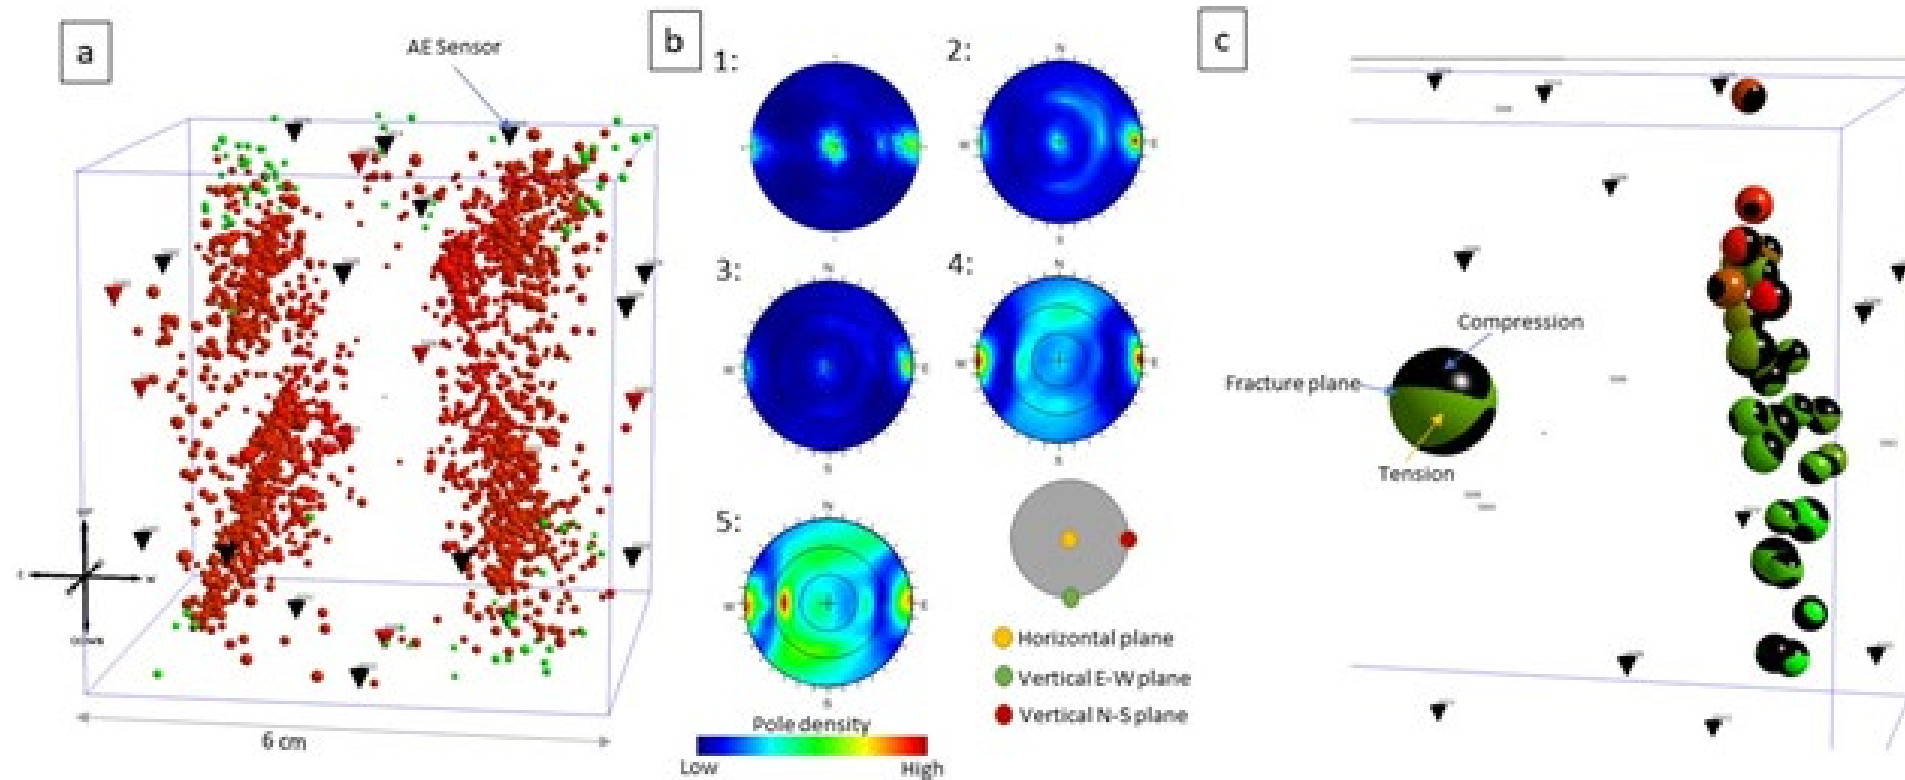 a
AE Sensor
DOWN
6 cm
b
1:
2:
N
W
E
S
3:
N
W
E
S
4:
N
W
E
S
5:
N
W
E
S
Horizontal plane
Vertical E-W plane
Vertical N-S plane
Pole density
Low
High
c
Compression
Fracture plane
Tension